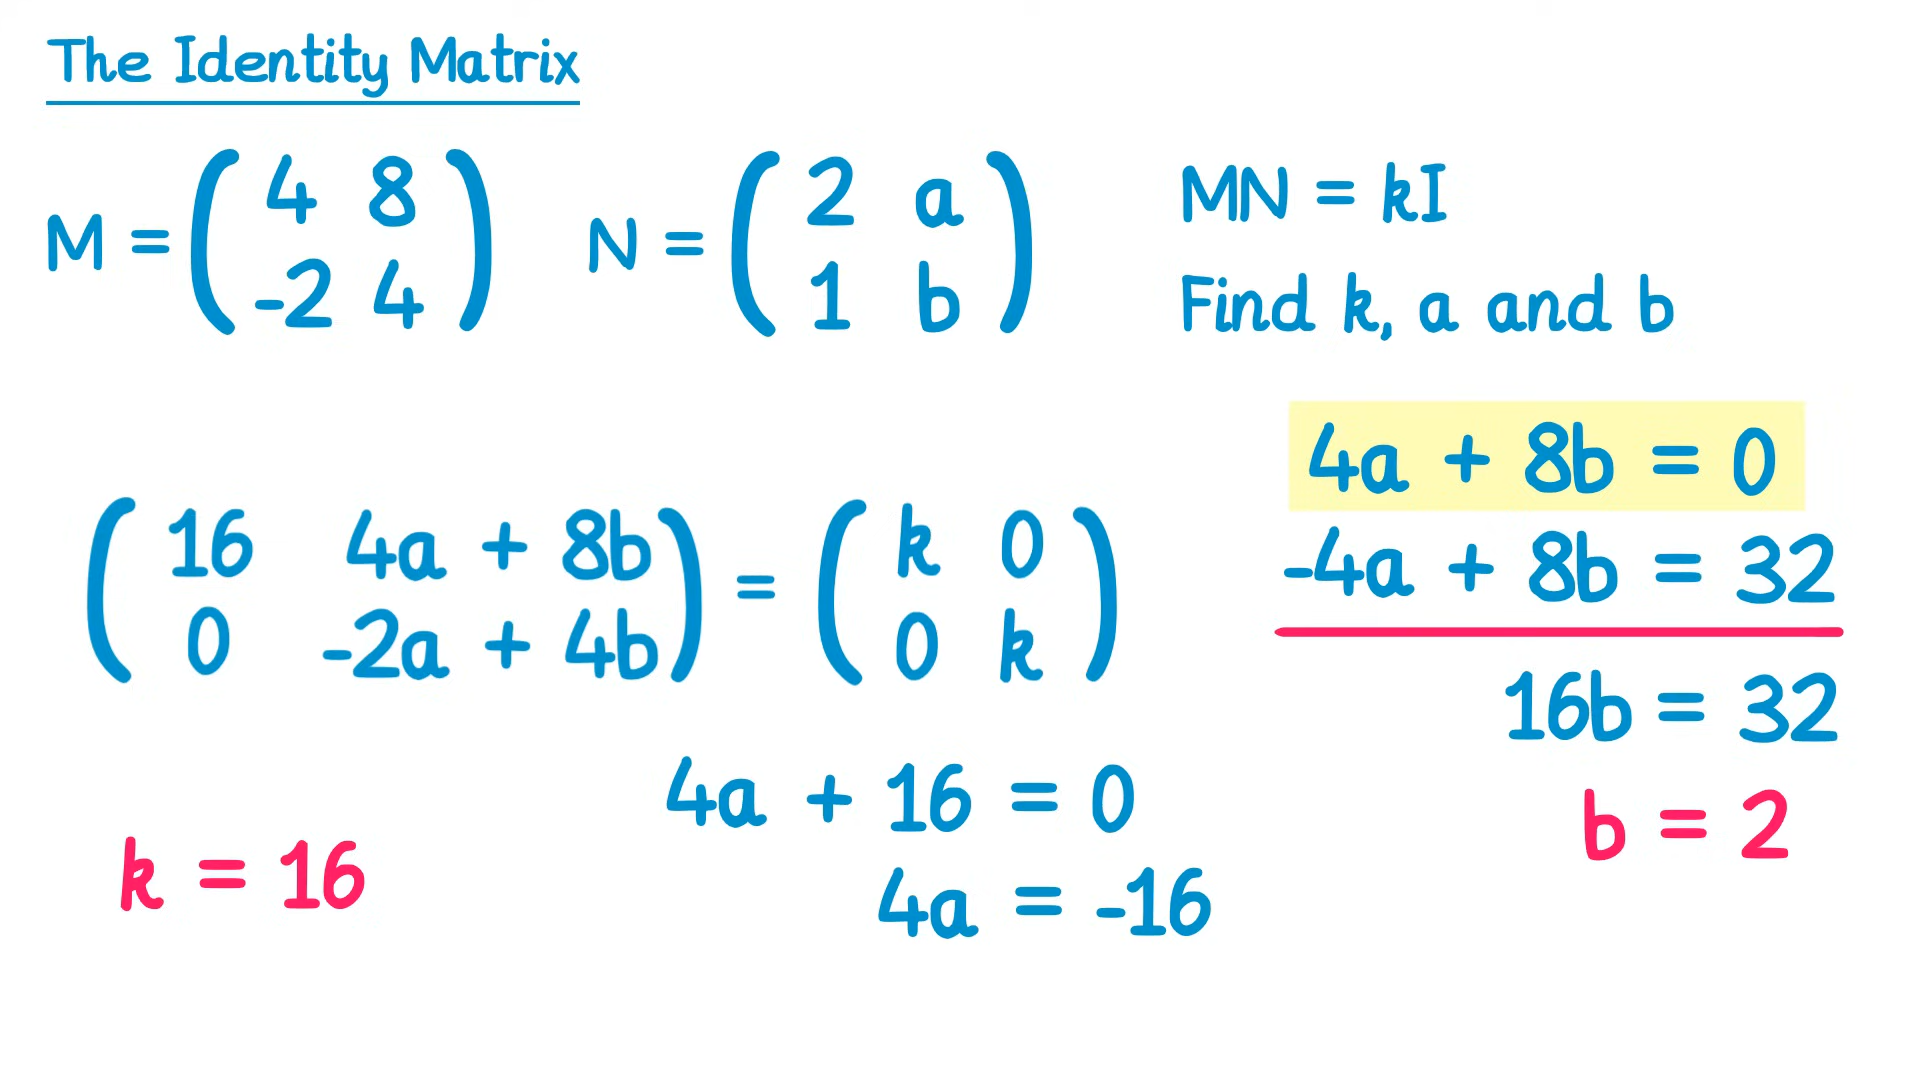 The Identity Matrix
M = ( 4 8 ) N = ( 2 a ) MN = kI
-2 4 1 b Find k, a and b
4a + 8b = 0
-4a + 8b = 32
( 16 4a + 8b ) = ( k 0 )
0 -2a + 4b 0 k
16b = 32
4a + 16 = 0
b = 2
k = 16
4a = -16